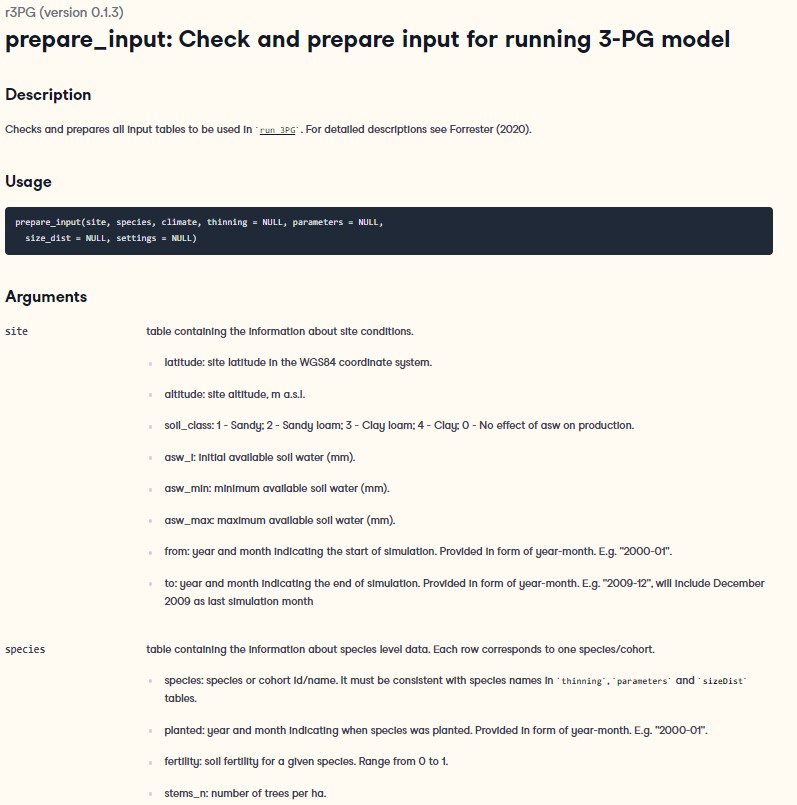 r3PG (version 0.1.3)
prepare_input: Check and prepare input for running 3-PG model
Description
Checks and prepares all input tables to be used in `run_3PG`. For detailed descriptions see Forrester (2020).
Usage
prepare_input(site, species, climate, thinning = NULL, parameters = NULL,
size_dist = NULL, settings = NULL)
Arguments
site
table containing the information about site conditions.
latitude: site latitude in the WGS84 coordinate system.
altitude: site altitude, m a.s.l.
soil_class: 1 - Sandy; 2 - Sandy loam; 3 - Clay loam; 4 - Clay; 0 - No effect of asw on production.
asw_i: initial available soil water (mm).
asw_min: minimum available soil water (mm).
asw_max: maximum available soil water (mm).
from: year and month indicating the start of simulation. Provided in form of year-month. E.g. "2000-01".
to: year and month indicating the end of simulation. Provided in form of year-month. E.g. "2009-12", will include December
2009 as last simulation month
species
table containing the information about species level data. Each row corresponds to one species/cohort.
species: species or cohort id/name. It must be consistent with species names in `thinning`, `parameters` and `sizeDist`
tables.
planted: year and month indicating when species was planted. Provided in form of year-month. E.g. "2000-01".
fertility: soil fertility for a given species. Range from 0 to 1.
stems_n: number of trees per ha.